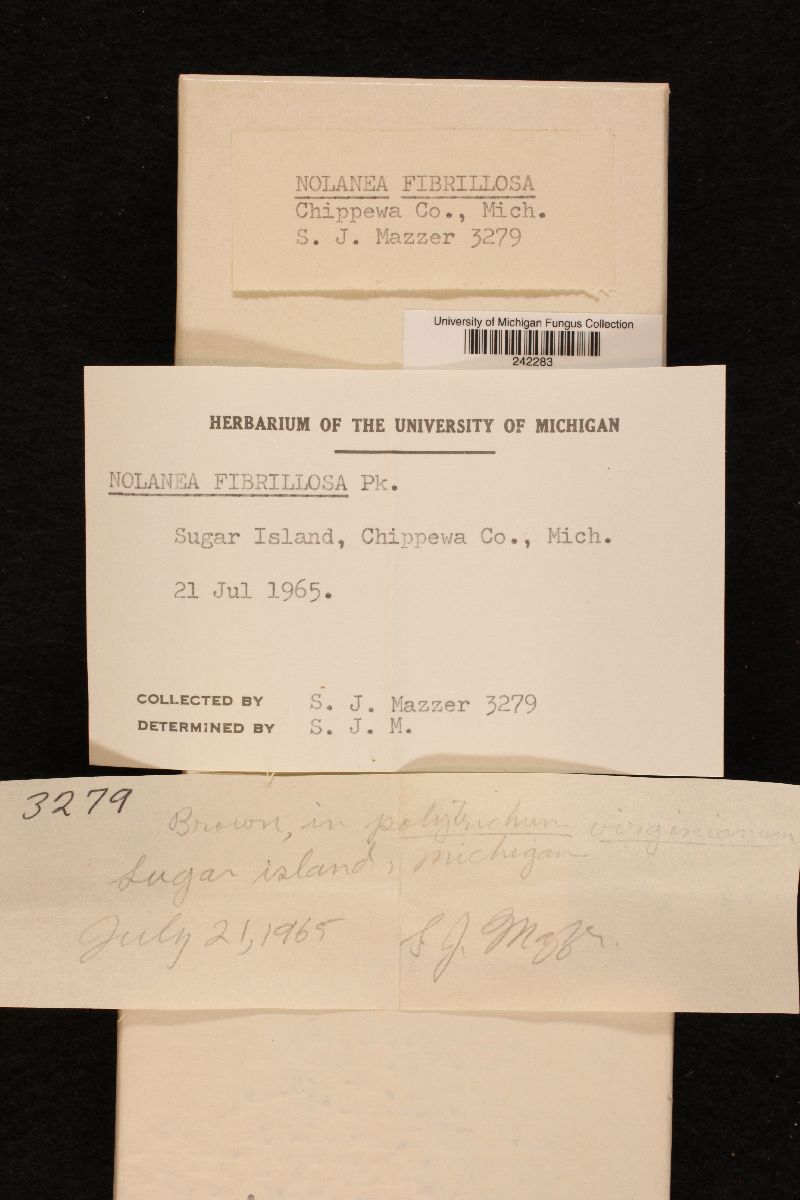 NOLANEA FIBRILLOSA
Chippewa Co., Mich.
S. J. Mazzer 3279
University of Michigan Fungus Collection
242283
HERBARIUM OF THE UNIVERSITY OF MICHIGAN
NOLANEA FIBRILLOSA Pk.
Sugar Island, Chippewa Co., Mich.
21 Jul 1965.
COLLECTED BY S. J. Mazzer 3279
DETERMINED BY S. J. M.
3279
Brown, in polytrichum virginianum
Sugar island, Michigan
July 21, 1965 S J. Mazzer.